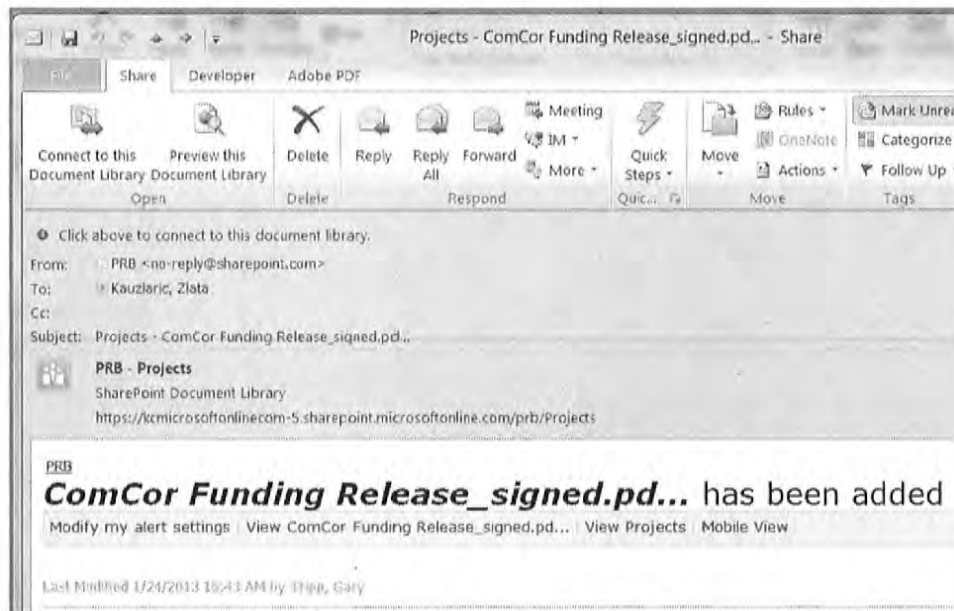 Projects - ComCor Funding Release_signed.pd... - Share
File Share Developer Adobe PDF
Connect to this Document Library
Preview this Document Library
Delete
Reply
Reply All
Forward
Meeting
IM
More
Quick Steps
Move
Rules
OneNote
Actions
Mark Unrea
Categorize
Follow Up
Open Delete Respond Quic... Move Tags
Click above to connect to this document library.
From: PRB <no-reply@sharepoint.com>
To: Kauzlaric, Zlata
Cc:
Subject: Projects - ComCor Funding Release_signed.pd...
PRB - Projects
SharePoint Document Library
https://kcmicrosoftonlinecom-5.sharepoint.microsoftonline.com/prb/Projects
PRB
ComCor Funding Release_signed.pd... has been added
Modify my alert settings View ComCor Funding Release_signed.pd... View Projects Mobile View
Last Modified 1/24/2013 AM by Gary